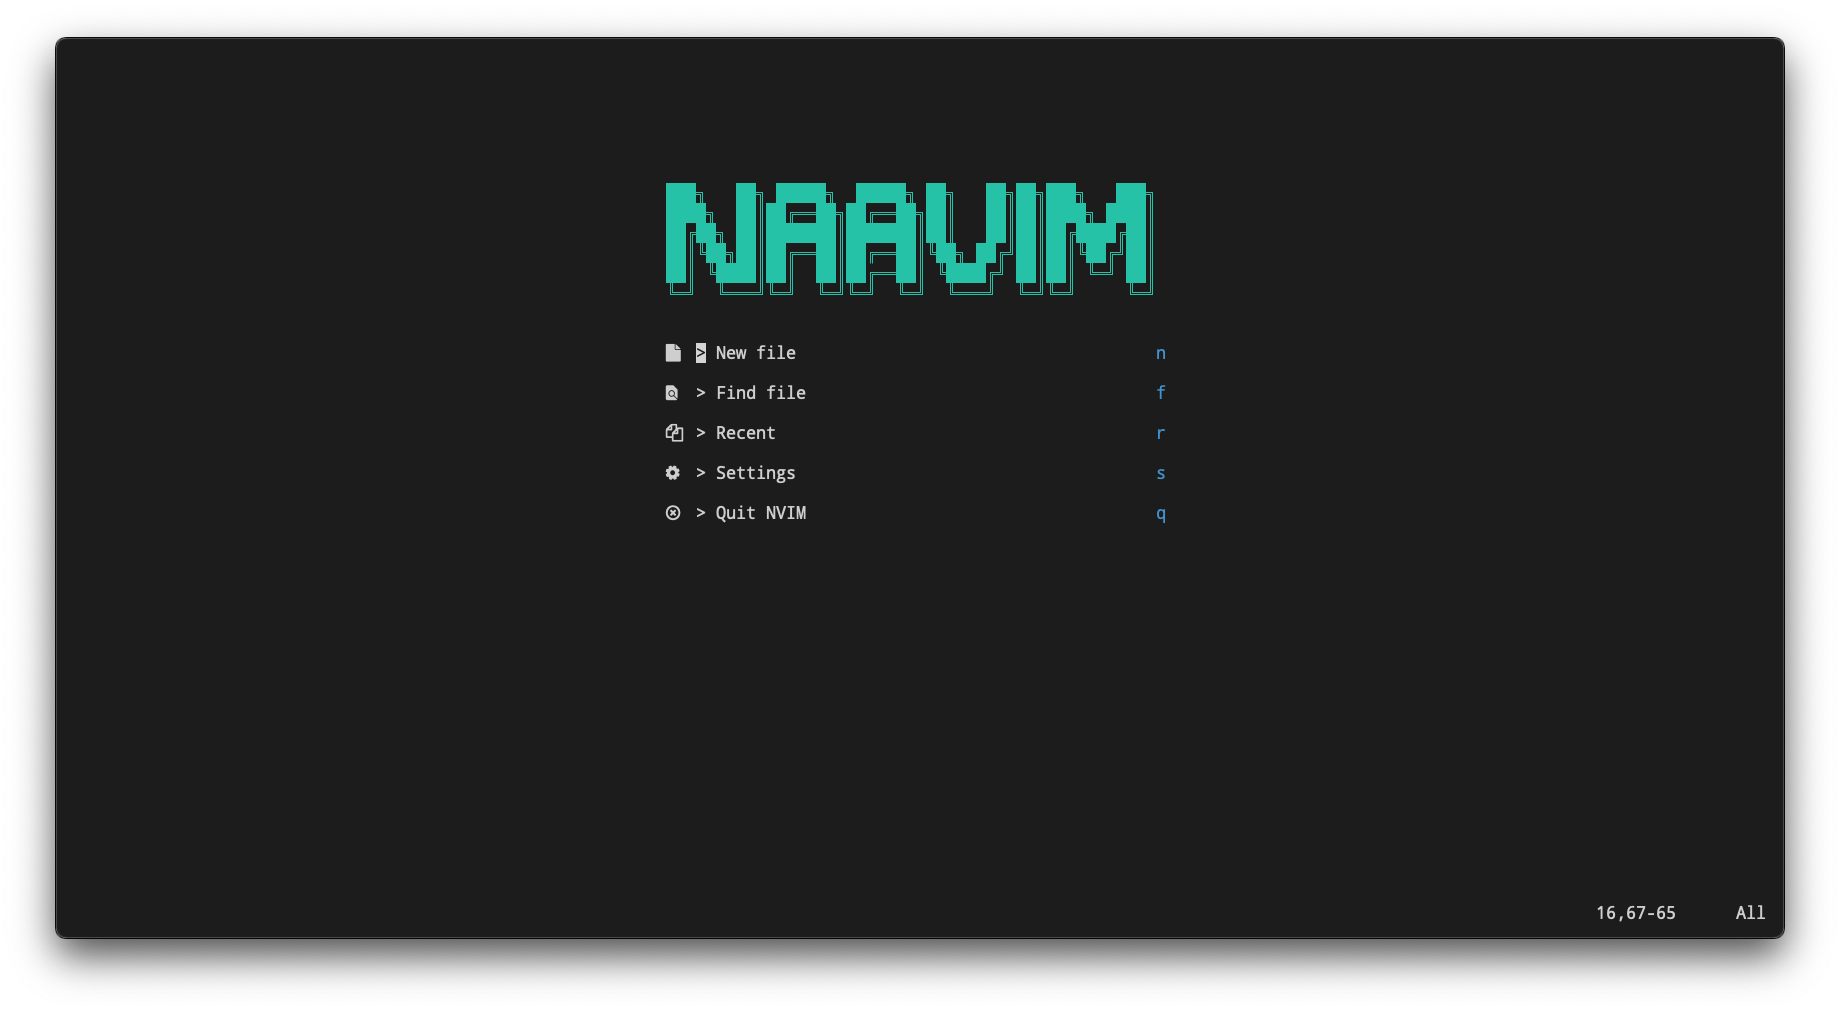 NAAVIM
> New file n
> Find file f
> Recent r
> Settings s
> Quit NVIM q
16,67-65 All